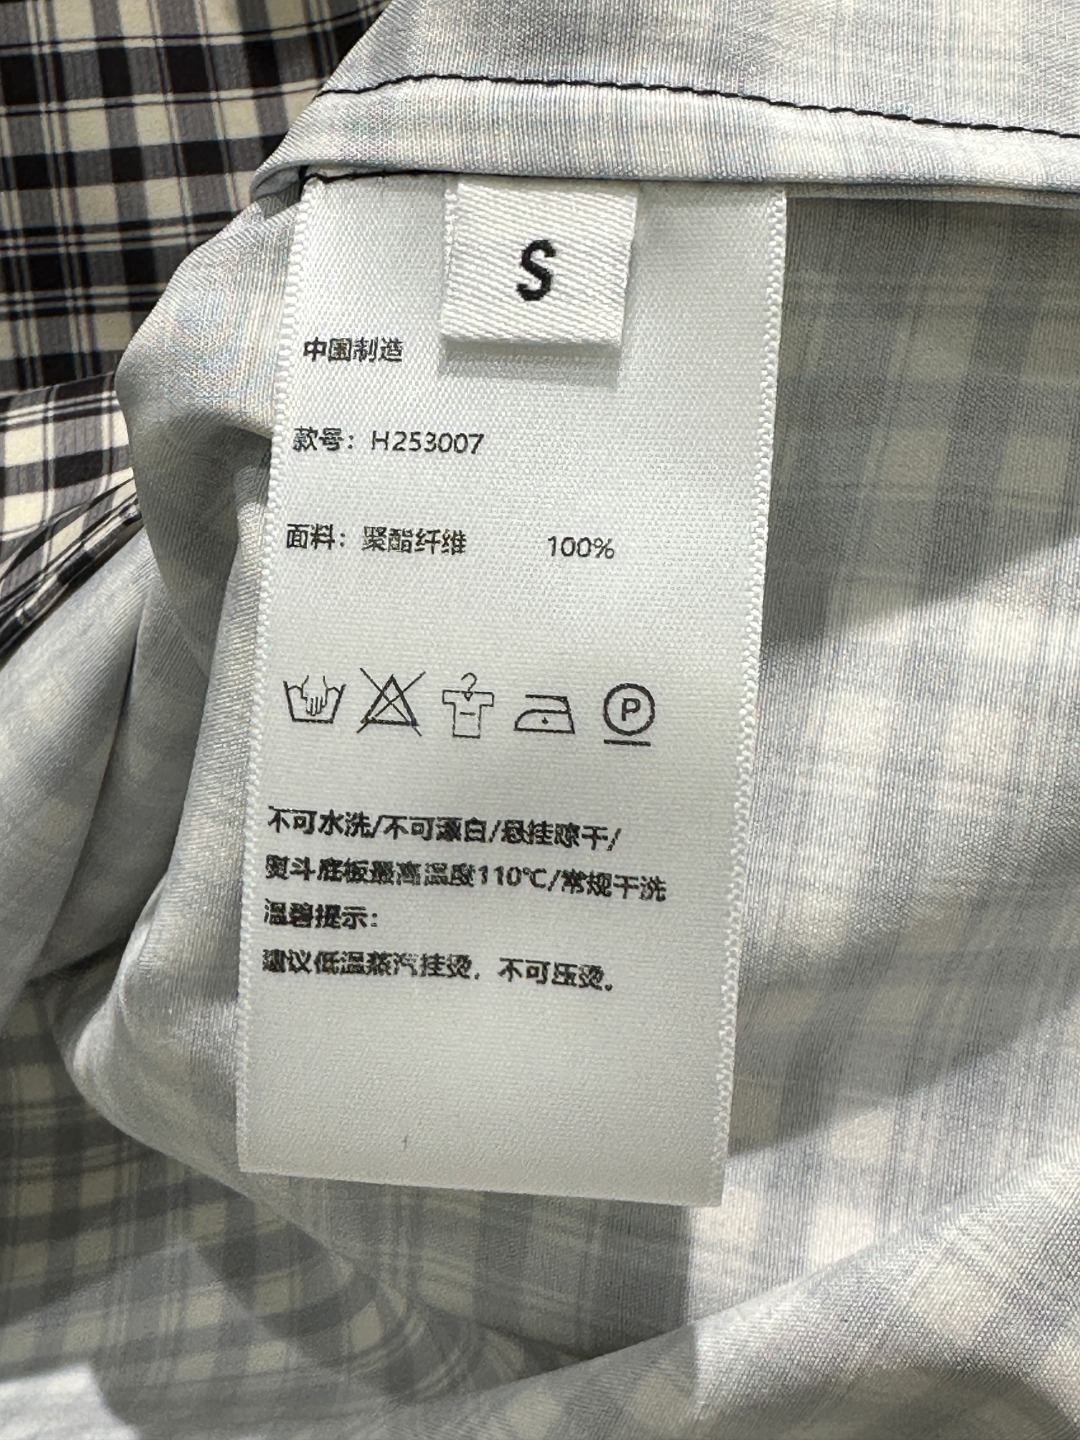 S
中国制造
款号：H253007
面料：聚酯纤维 100%
P
不可水洗/不可漂白/悬挂晾干/
熨斗底板最高温度110℃/常规干洗
温馨提示：
建议低温蒸汽挂烫，不可压烫。